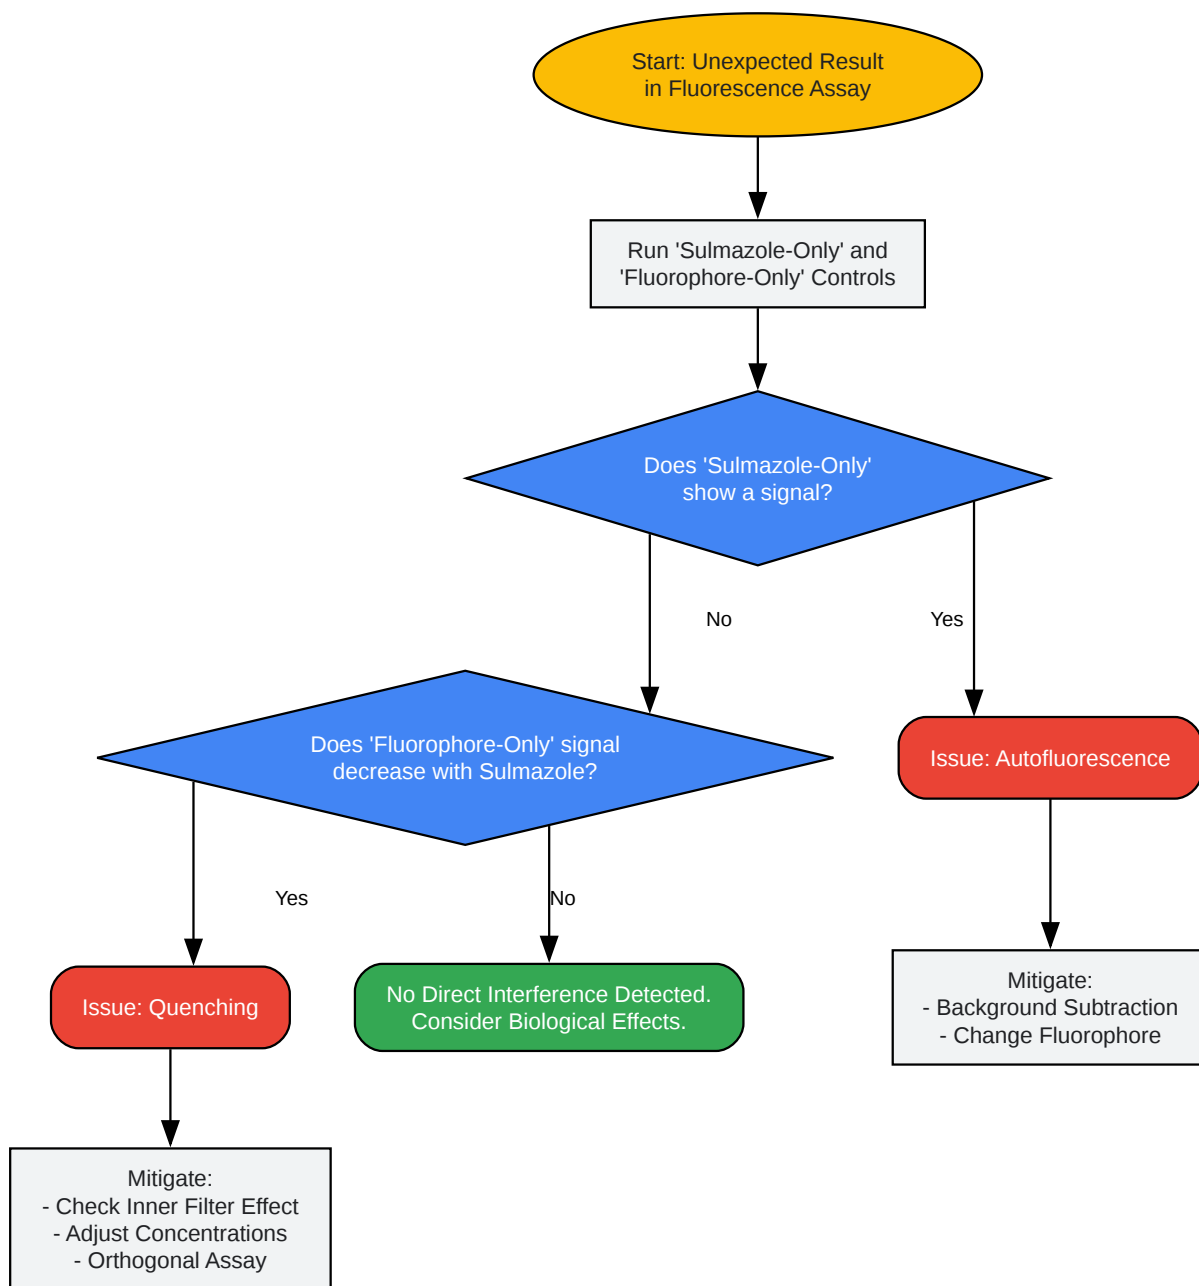 Start: Unexpected Result
in Fluorescence Assay
Run 'Sulmazole-Only' and
'Fluorophore-Only' Controls
Does 'Sulmazole-Only'
show a signal?
No
Yes
Does 'Fluorophore-Only' signal
decrease with Sulmazole?
Issue: Autofluorescence
Yes
No
Issue: Quenching
No Direct Interference Detected.
Consider Biological Effects.
Mitigate:
- Background Subtraction
- Change Fluorophore
Mitigate:
- Check Inner Filter Effect
- Adjust Concentrations
- Orthogonal Assay